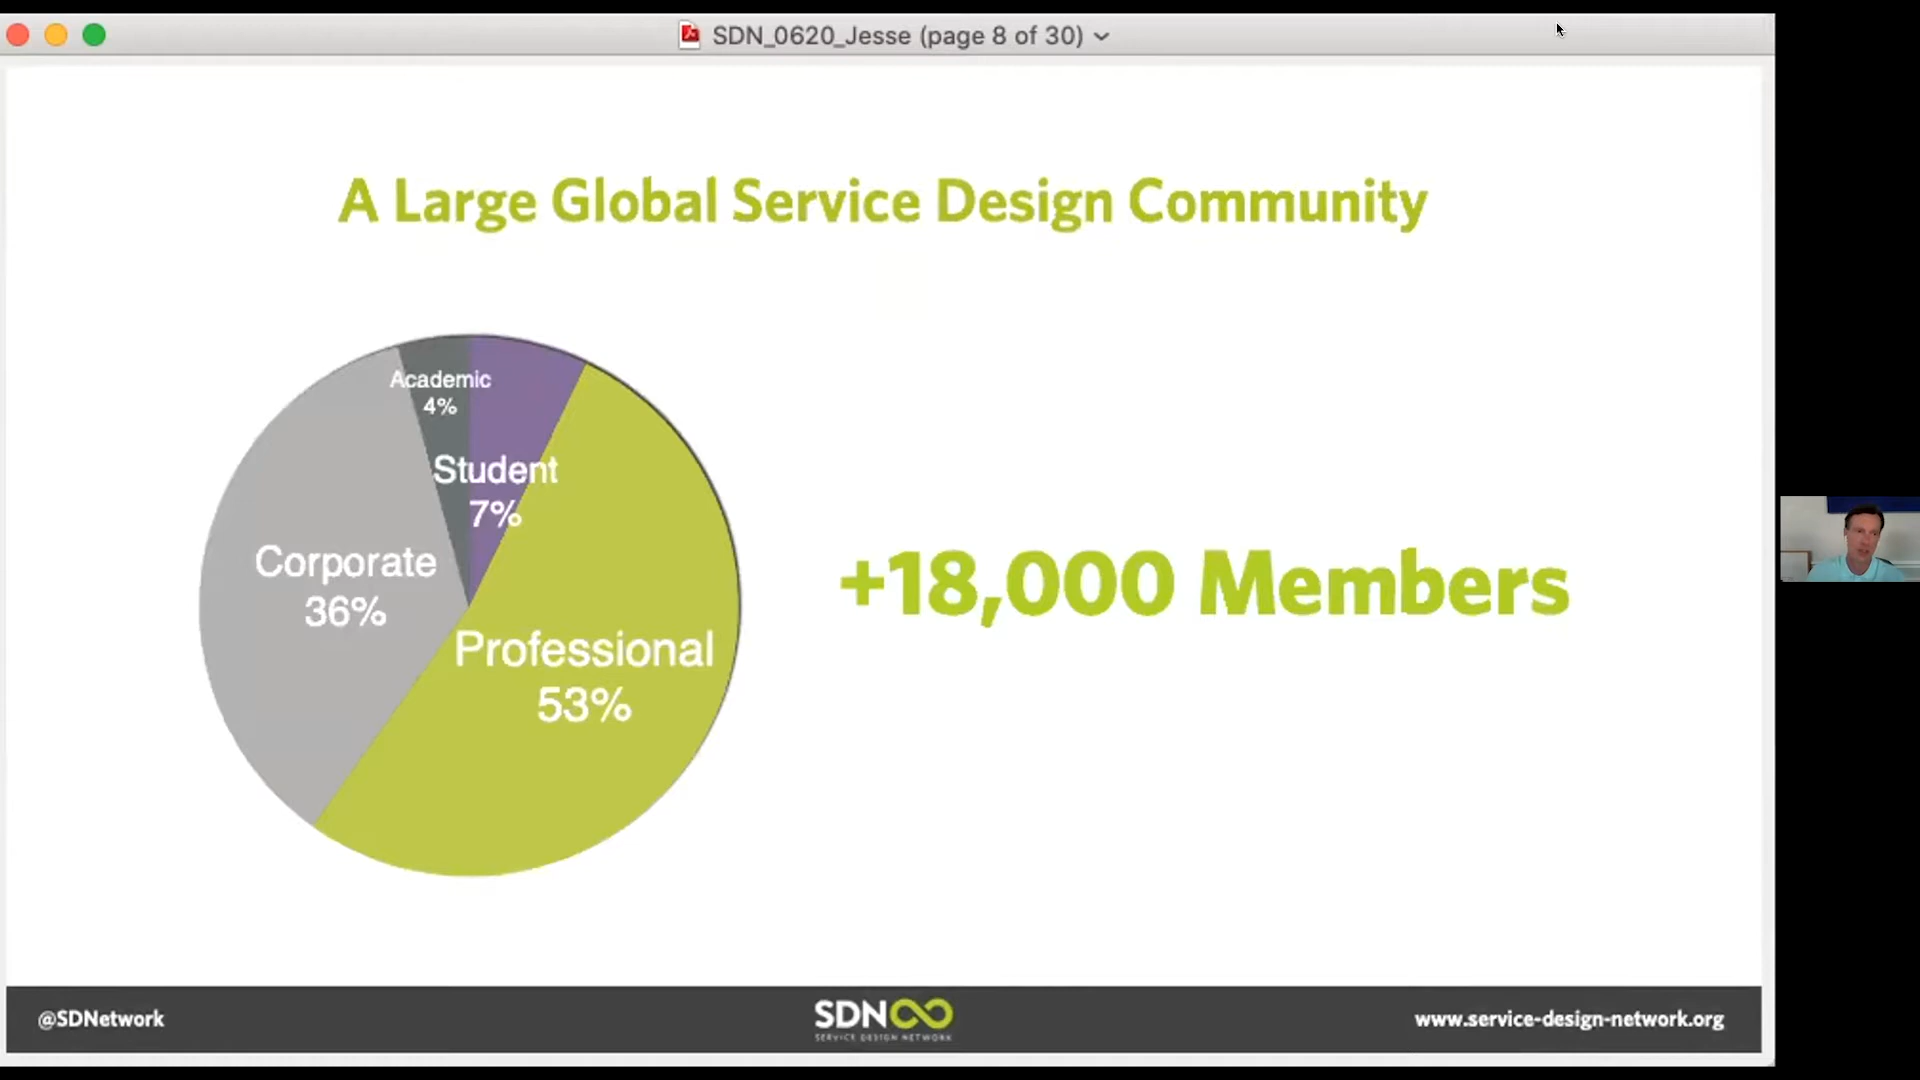 SDN_0620_Jesse (page 8 of 30)
A Large Global Service Design Community
Academic
4%
Student
7%
Corporate
36%
Professional
53%
+18,000 Members
@SDNetwork
SDN
SERVICE DESIGN NETWORK
www.service-design-network.org